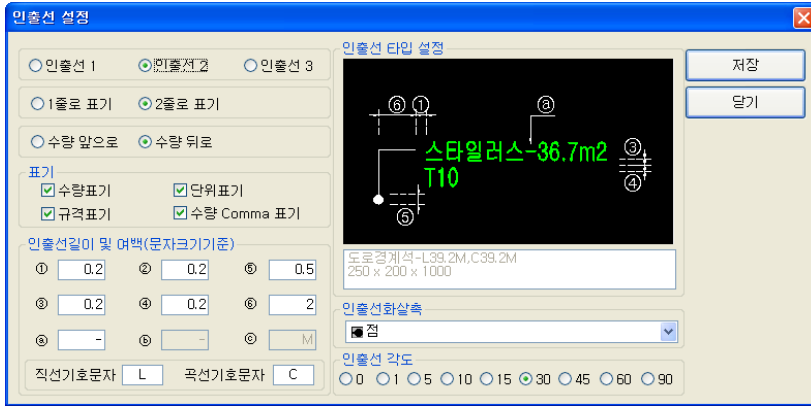 인출선 설정
인출선 1 인출선 2 인출선 3
1줄로 표기 2줄로 표기
수량 앞으로 수량 뒤로
표기
수량표기 단위표기
규격표기 수량 Comma 표기
인출선길이 및 여백(문자크기기준)
① 0.2 ② 0.2 ⑤ 0.5
③ 0.2 ④ 0.2 ⑥ 2
ⓐ - ⓑ - ⓒ M
직선기호문자 L 곡선기호문자 C
인출선 타입 설정
⑥ ① ⓐ
스타일러스-36.7m2 ③
T10 ④
⑤
도로경계석-L39.2M,C39.2M
250 x 200 x 1000
인출선화살촉
점
인출선 각도
0 1 5 10 15 30 45 60 90
저장
닫기